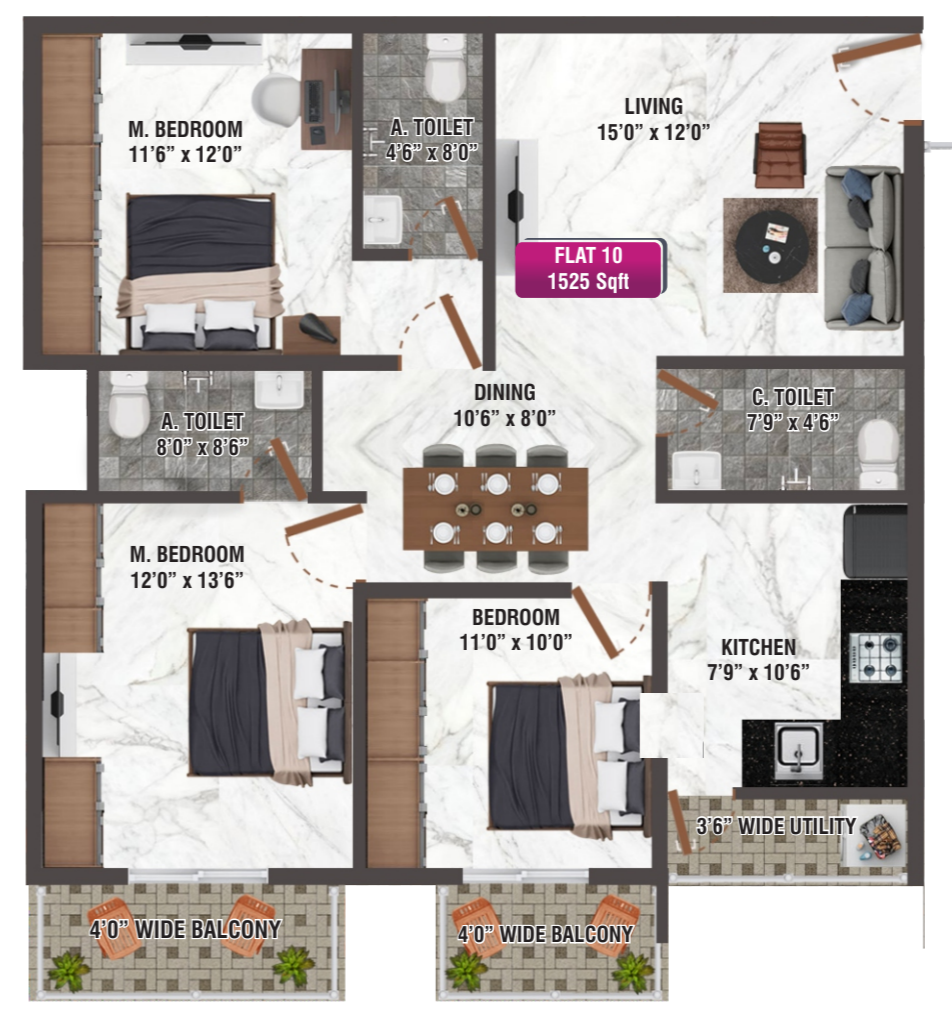 M. BEDROOM
11’6” x 12’0”
A. TOILET
4’6” x 8’0”
LIVING
15’0” x 12’0”
FLAT 10
1525 Sqft
DINING
10’6” x 8’0”
C. TOILET
7’9” x 4’6”
A. TOILET
8’0” x 8’6”
M. BEDROOM
12’0” x 13’6”
BEDROOM
11’0” x 10’0”
KITCHEN
7’9” x 10’6”
3’6” WIDE UTILITY
4’0” WIDE BALCONY
4’0” WIDE BALCONY